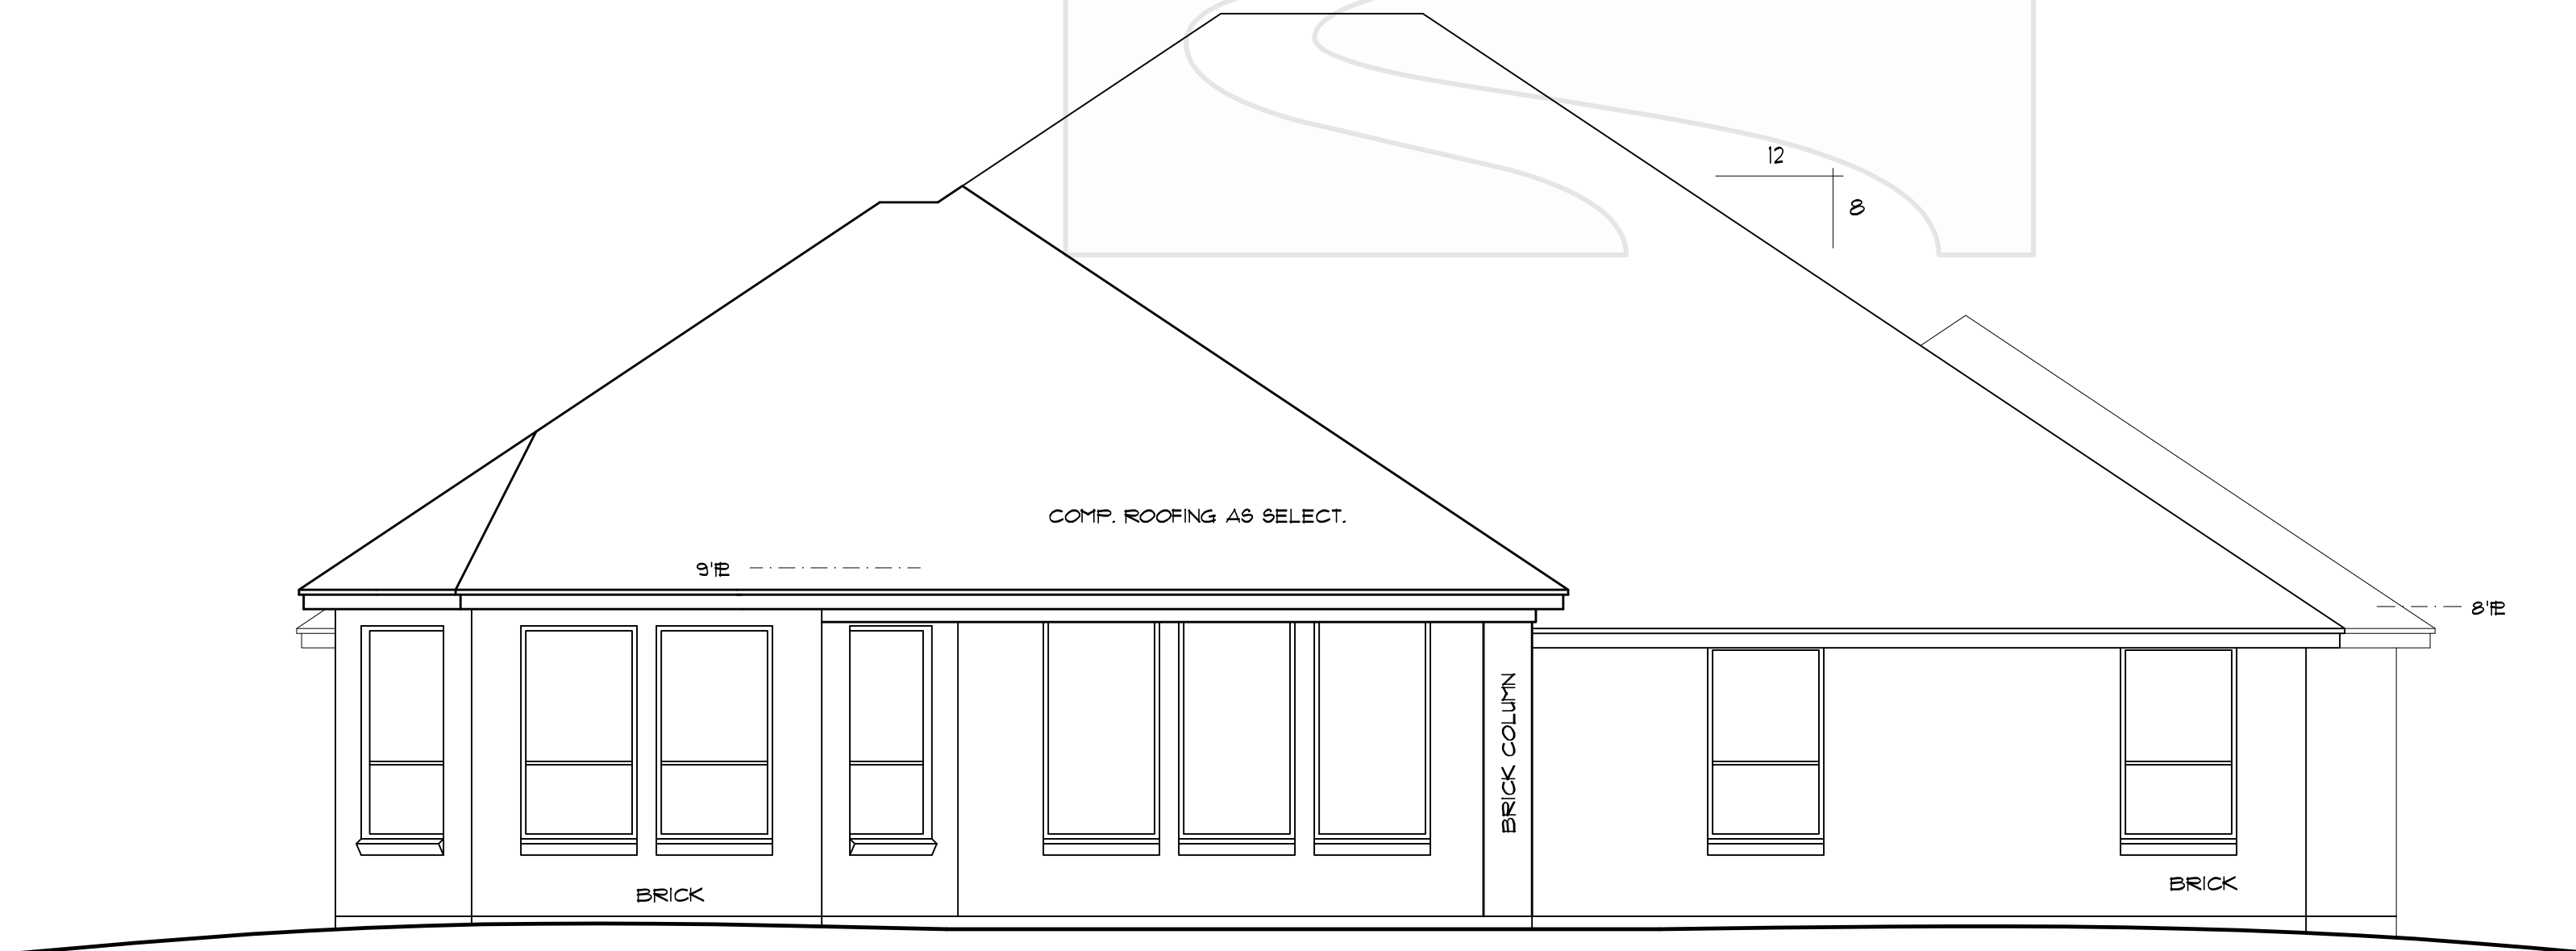 12
8
COMP. ROOFING AS SELECT.
9'PL
8'PL
BRICK COLUMN
BRICK
BRICK